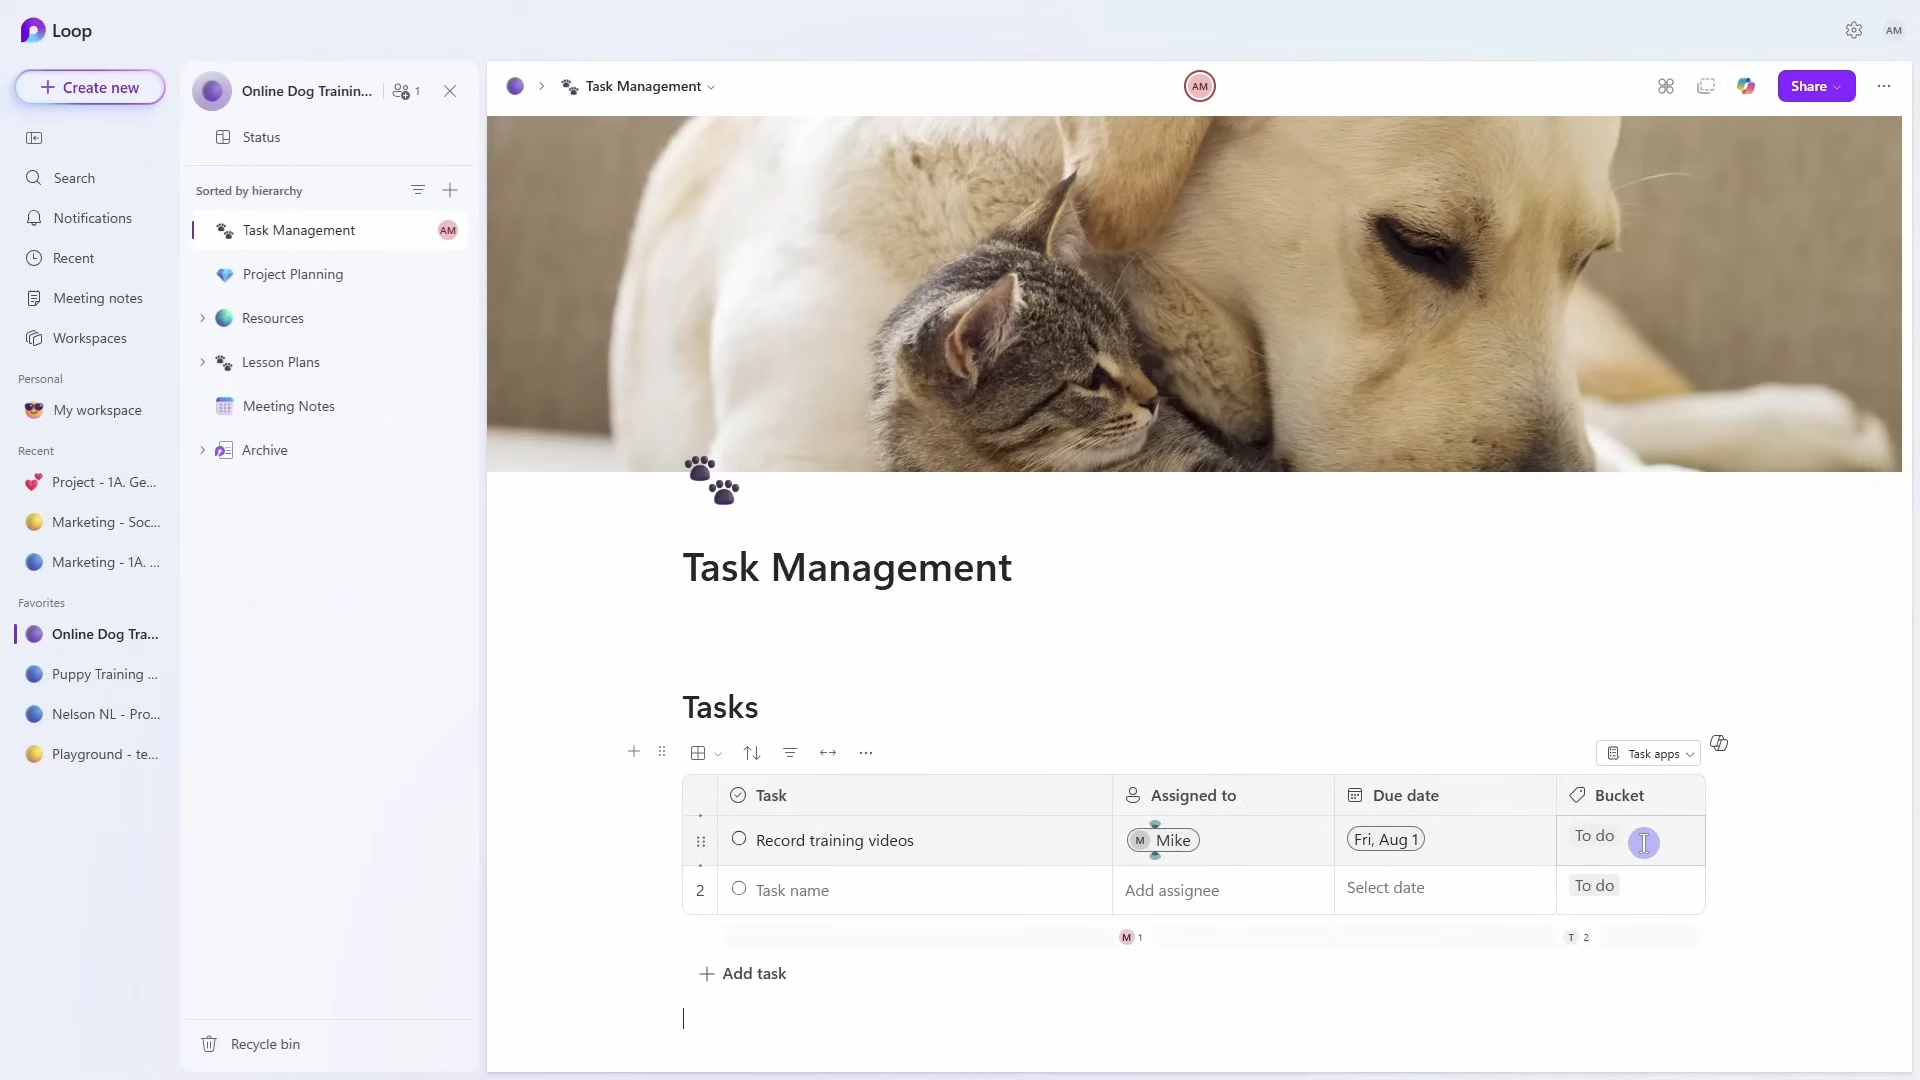 Loop
AM
Create new
Search
Notifications
Recent
Meeting notes
Workspaces
Personal
My workspace
Recent
Project - 1A. Ge...
Marketing - Soc...
Marketing - 1A. ...
Favorites
Online Dog Tra...
Puppy Training ...
Nelson NL - Pro...
Playground - te...
Online Dog Trainin...
1
Status
Sorted by hierarchy
Task Management
AM
Project Planning
Resources
Lesson Plans
Meeting Notes
Archive
Recycle bin
Task Management
AM
Share
Task Management
Tasks
Task apps
Task Assigned to Due date Bucket
Record training videos M Mike Fri, Aug 1 To do
2 Task name Add assignee Select date To do
M 1 T 2
Add task